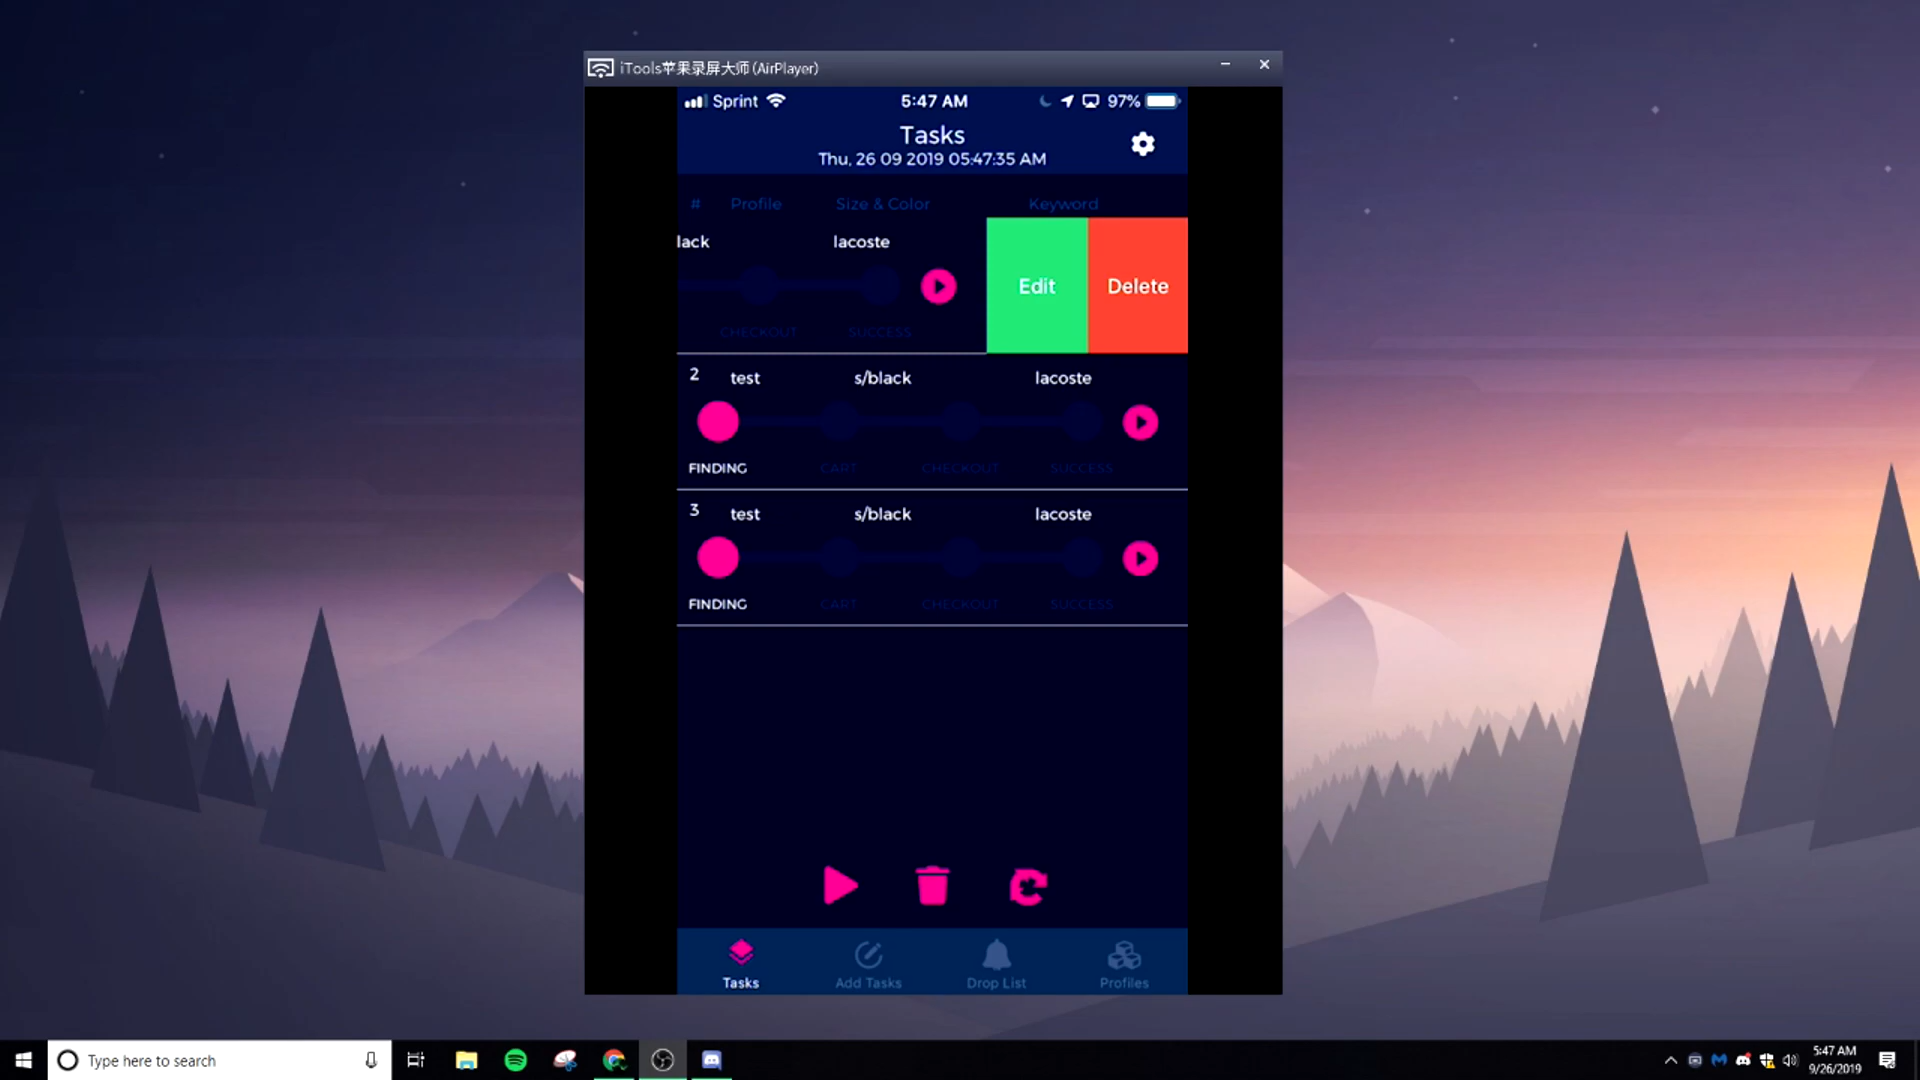 iTools苹果录屏大师(AirPlayer)
Sprint 5:47 AM 97%
Tasks
Thu, 26 09 2019 05:47:35 AM
# Profile Size & Color Keyword
lack lacoste
Edit Delete
CHECKOUT SUCCESS
2 test s/black lacoste
FINDING CART CHECKOUT SUCCESS
3 test s/black lacoste
FINDING CART CHECKOUT SUCCESS
Tasks Add Tasks Drop List Profiles
Type here to search
5:47 AM
9/26/2019